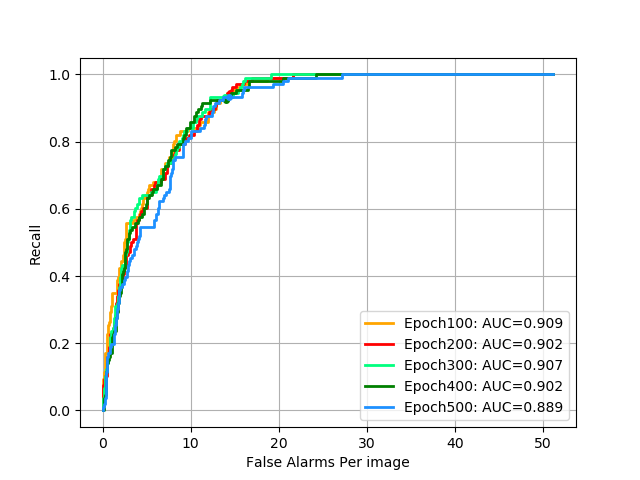 1.0
0.8
0.6
0.4
0.2
0.0
Recall
Epoch100: AUC=0.909
Epoch200: AUC=0.902
Epoch300: AUC=0.907
Epoch400: AUC=0.902
Epoch500: AUC=0.889
0 10 20 30 40 50
False Alarms Per image